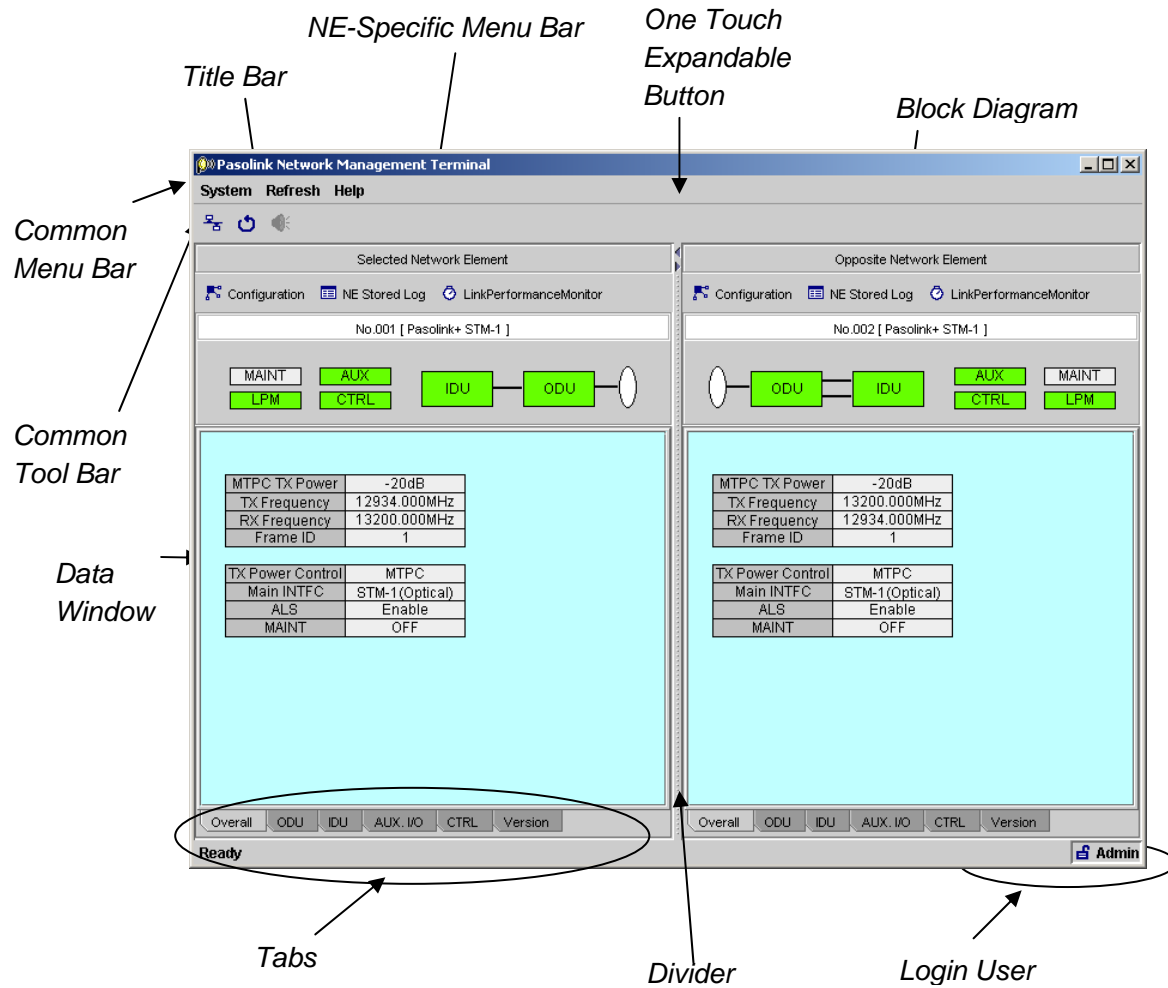 NE-Specific Menu Bar
One Touch
Expandable
Button
Title Bar
Block Diagram
Pasolink Network Management Terminal
System Refresh Help
Common
Menu Bar
Selected Network Element
Configuration NE Stored Log LinkPerformanceMonitor
No.001 [ Pasolink+ STM-1 ]
MAINT AUX IDU ODU
LPM CTRL
Opposite Network Element
Configuration NE Stored Log LinkPerformanceMonitor
No.002 [ Pasolink+ STM-1 ]
ODU IDU AUX MAINT
CTRL LPM
Common
Tool Bar
Data
Window
MTPC TX Power -20dB
TX Frequency 12934.000MHz
RX Frequency 13200.000MHz
Frame ID 1
TX Power Control MTPC
Main INTFC STM-1(Optical)
ALS Enable
MAINT OFF
MTPC TX Power -20dB
TX Frequency 13200.000MHz
RX Frequency 12934.000MHz
Frame ID 1
TX Power Control MTPC
Main INTFC STM-1(Optical)
ALS Enable
MAINT OFF
Overall ODU IDU AUX. I/O CTRL Version
Overall ODU IDU AUX. I/O CTRL Version
Ready
Admin
Tabs
Divider
Login User